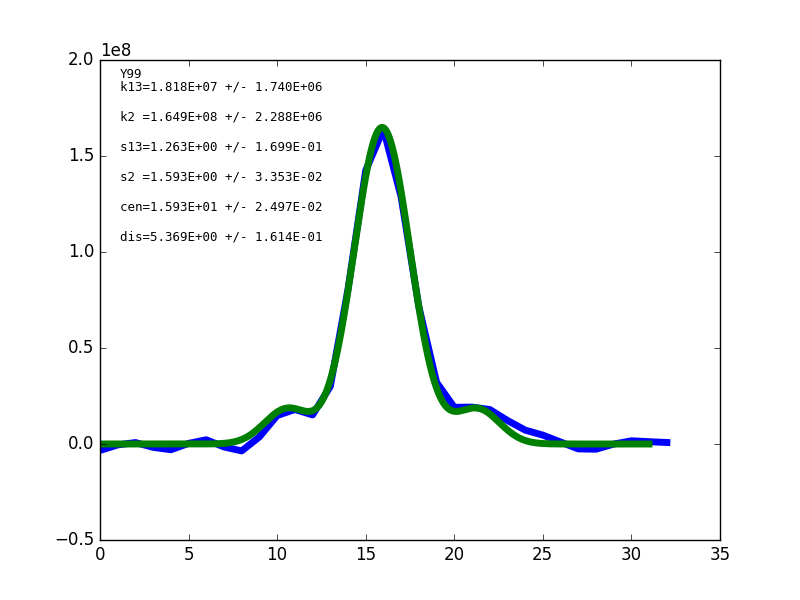 1e8
2.0
Y99
k13=1.818E+07 +/- 1.740E+06
k2 =1.649E+08 +/- 2.288E+06
1.5
s13=1.263E+00 +/- 1.699E-01
s2 =1.593E+00 +/- 3.353E-02
cen=1.593E+01 +/- 2.497E-02
dis=5.369E+00 +/- 1.614E-01
1.0
0.5
0.0
−0.5
0 5 10 15 20 25 30 35